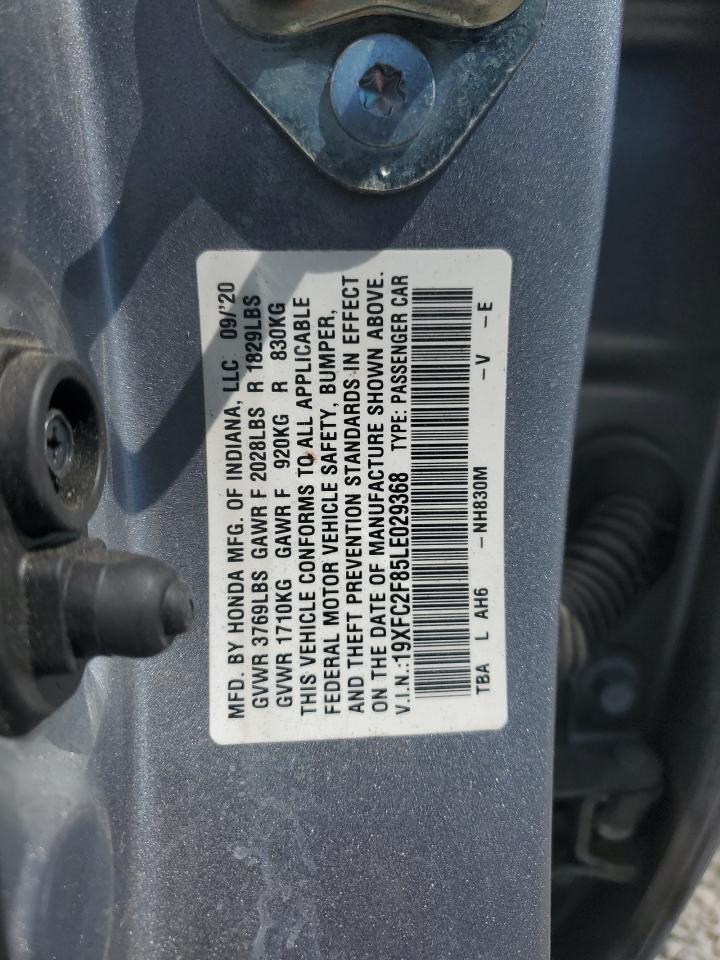 MFD. BY HONDA MFG. OF INDIANA, LLC 09/'20
GVWR 3769LBS GAWR F 2028LBS R 1829LBS
GVWR 1710KG GAWR F 920KG R 830KG
THIS VEHICLE CONFORMS TO ALL APPLICABLE
FEDERAL MOTOR VEHICLE SAFETY, BUMPER,
AND THEFT PREVENTION STANDARDS IN EFFECT
ON THE DATE OF MANUFACTURE SHOWN ABOVE.
V.I.N.:19XFC2F85LE029368 TYPE: PASSENGER CAR
TBA L AH6 -NH830M -V -E